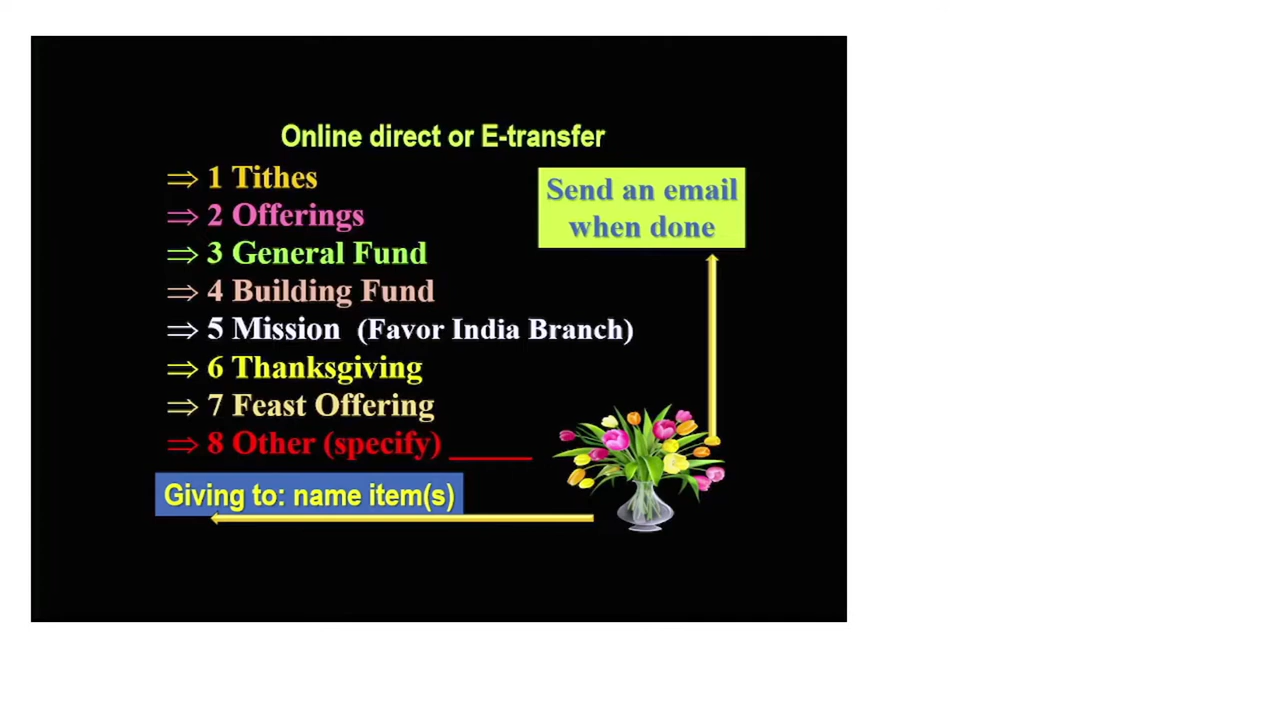 Online direct or E-transfer
⇒ 1 Tithes
⇒ 2 Offerings
⇒ 3 General Fund
⇒ 4 Building Fund
⇒ 5 Mission (Favor India Branch)
⇒ 6 Thanksgiving
⇒ 7 Feast Offering
⇒ 8 Other (specify) _____
Send an email
when done
Giving to: name item(s)